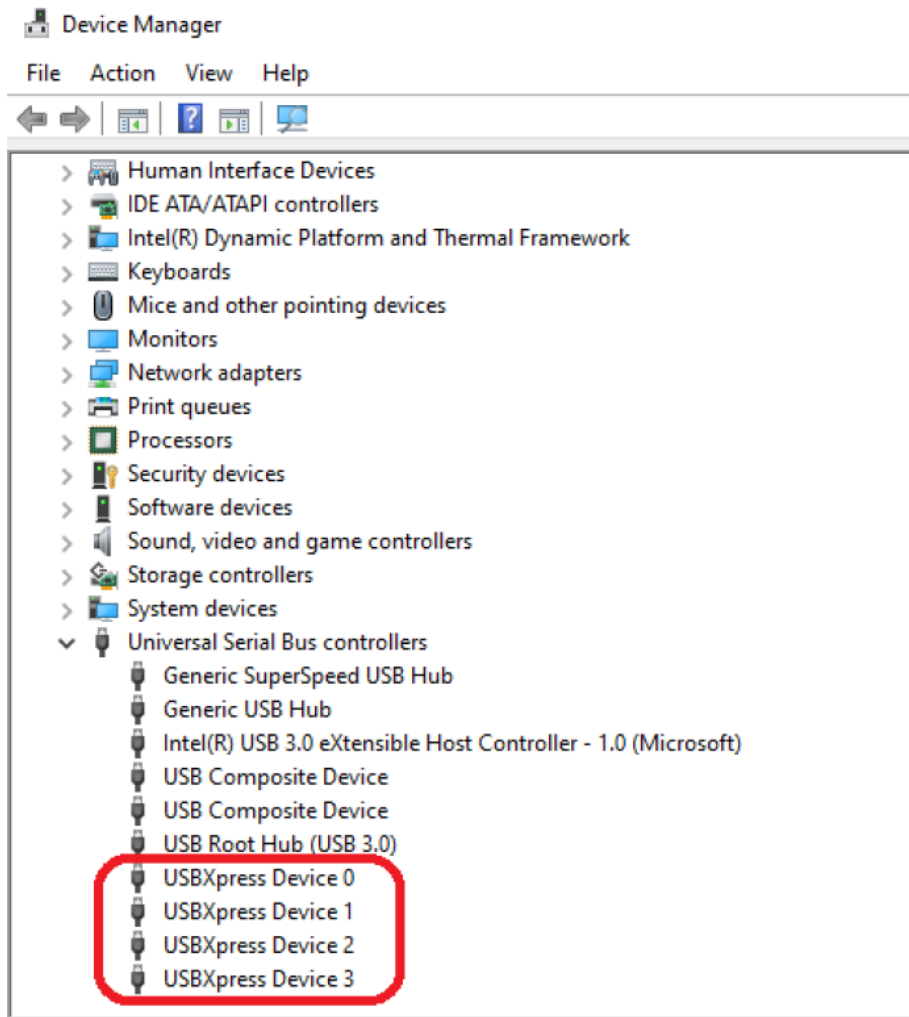 Device Manager
File Action View Help
Human Interface Devices
IDE ATA/ATAPI controllers
Intel(R) Dynamic Platform and Thermal Framework
Keyboards
Mice and other pointing devices
Monitors
Network adapters
Print queues
Processors
Security devices
Software devices
Sound, video and game controllers
Storage controllers
System devices
Universal Serial Bus controllers
Generic SuperSpeed USB Hub
Generic USB Hub
Intel(R) USB 3.0 eXtensible Host Controller - 1.0 (Microsoft)
USB Composite Device
USB Composite Device
USB Root Hub (USB 3.0)
USBXpress Device 0
USBXpress Device 1
USBXpress Device 2
USBXpress Device 3